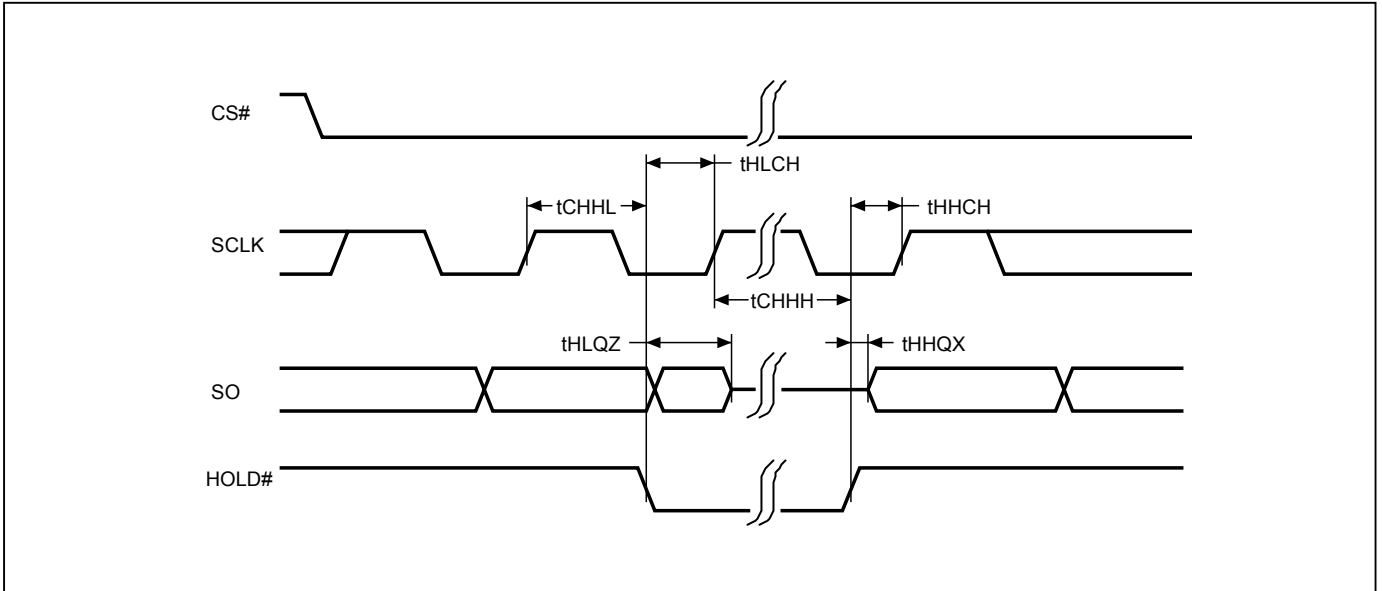 CS#
tHLCH
tCHHL
tHHCH
SCLK
tCHHH
tHLQZ
tHHQX
SO
HOLD#